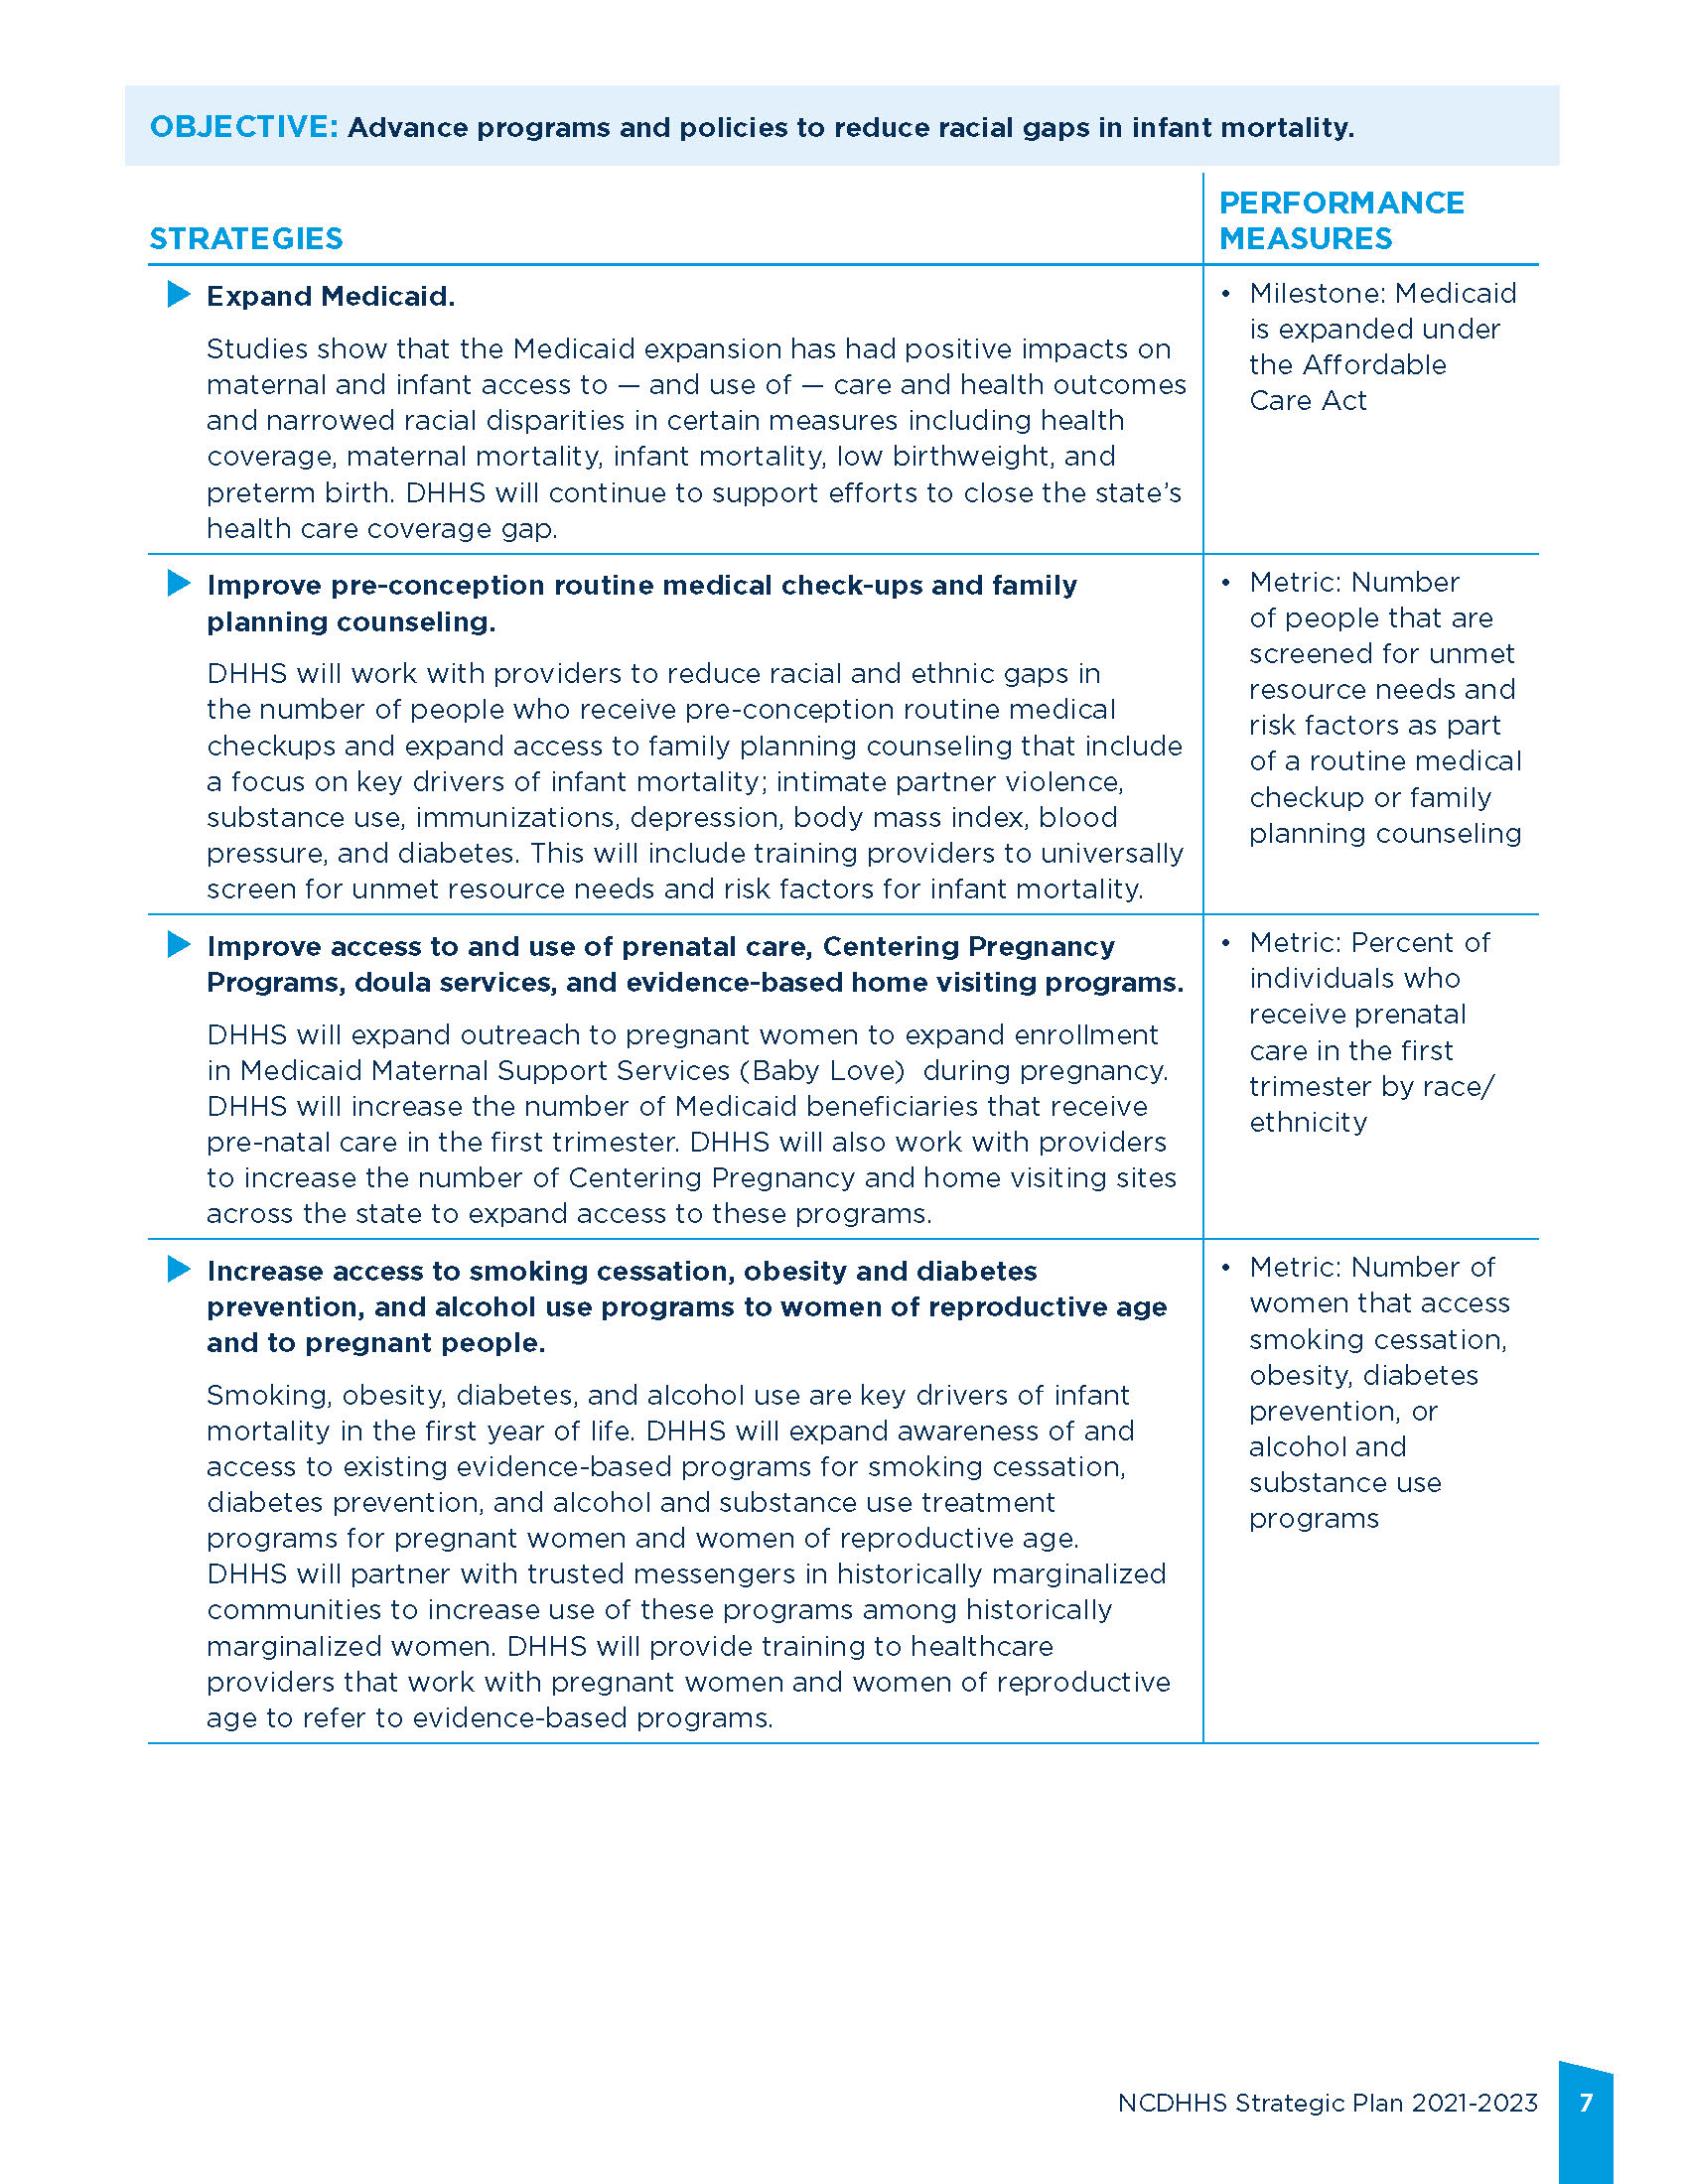 OBJECTIVE: Advance programs and policies to reduce racial gaps in infant mortality.
STRATEGIES
PERFORMANCE
MEASURES
▶ Expand Medicaid.
Studies show that the Medicaid expansion has had positive impacts on
maternal and infant access to — and use of — care and health outcomes
and narrowed racial disparities in certain measures including health
coverage, maternal mortality, infant mortality, low birthweight, and
preterm birth. DHHS will continue to support efforts to close the state’s
health care coverage gap.
• Milestone: Medicaid
is expanded under
the Affordable
Care Act
▶ Improve pre-conception routine medical check-ups and family
planning counseling.
DHHS will work with providers to reduce racial and ethnic gaps in
the number of people who receive pre-conception routine medical
checkups and expand access to family planning counseling that include
a focus on key drivers of infant mortality; intimate partner violence,
substance use, immunizations, depression, body mass index, blood
pressure, and diabetes. This will include training providers to universally
screen for unmet resource needs and risk factors for infant mortality.
• Metric: Number
of people that are
screened for unmet
resource needs and
risk factors as part
of a routine medical
checkup or family
planning counseling
▶ Improve access to and use of prenatal care, Centering Pregnancy
Programs, doula services, and evidence-based home visiting programs.
DHHS will expand outreach to pregnant women to expand enrollment
in Medicaid Maternal Support Services (Baby Love)  during pregnancy.
DHHS will increase the number of Medicaid beneficiaries that receive
pre-natal care in the first trimester. DHHS will also work with providers
to increase the number of Centering Pregnancy and home visiting sites
across the state to expand access to these programs.
• Metric: Percent of
individuals who
receive prenatal
care in the first
trimester by race/
ethnicity
▶ Increase access to smoking cessation, obesity and diabetes
prevention, and alcohol use programs to women of reproductive age
and to pregnant people.
Smoking, obesity, diabetes, and alcohol use are key drivers of infant
mortality in the first year of life. DHHS will expand awareness of and
access to existing evidence-based programs for smoking cessation,
diabetes prevention, and alcohol and substance use treatment
programs for pregnant women and women of reproductive age.
DHHS will partner with trusted messengers in historically marginalized
communities to increase use of these programs among historically
marginalized women. DHHS will provide training to healthcare
providers that work with pregnant women and women of reproductive
age to refer to evidence-based programs.
• Metric: Number of
women that access
smoking cessation,
obesity, diabetes
prevention, or
alcohol and
substance use
programs
NCDHHS Strategic Plan 2021-2023 7